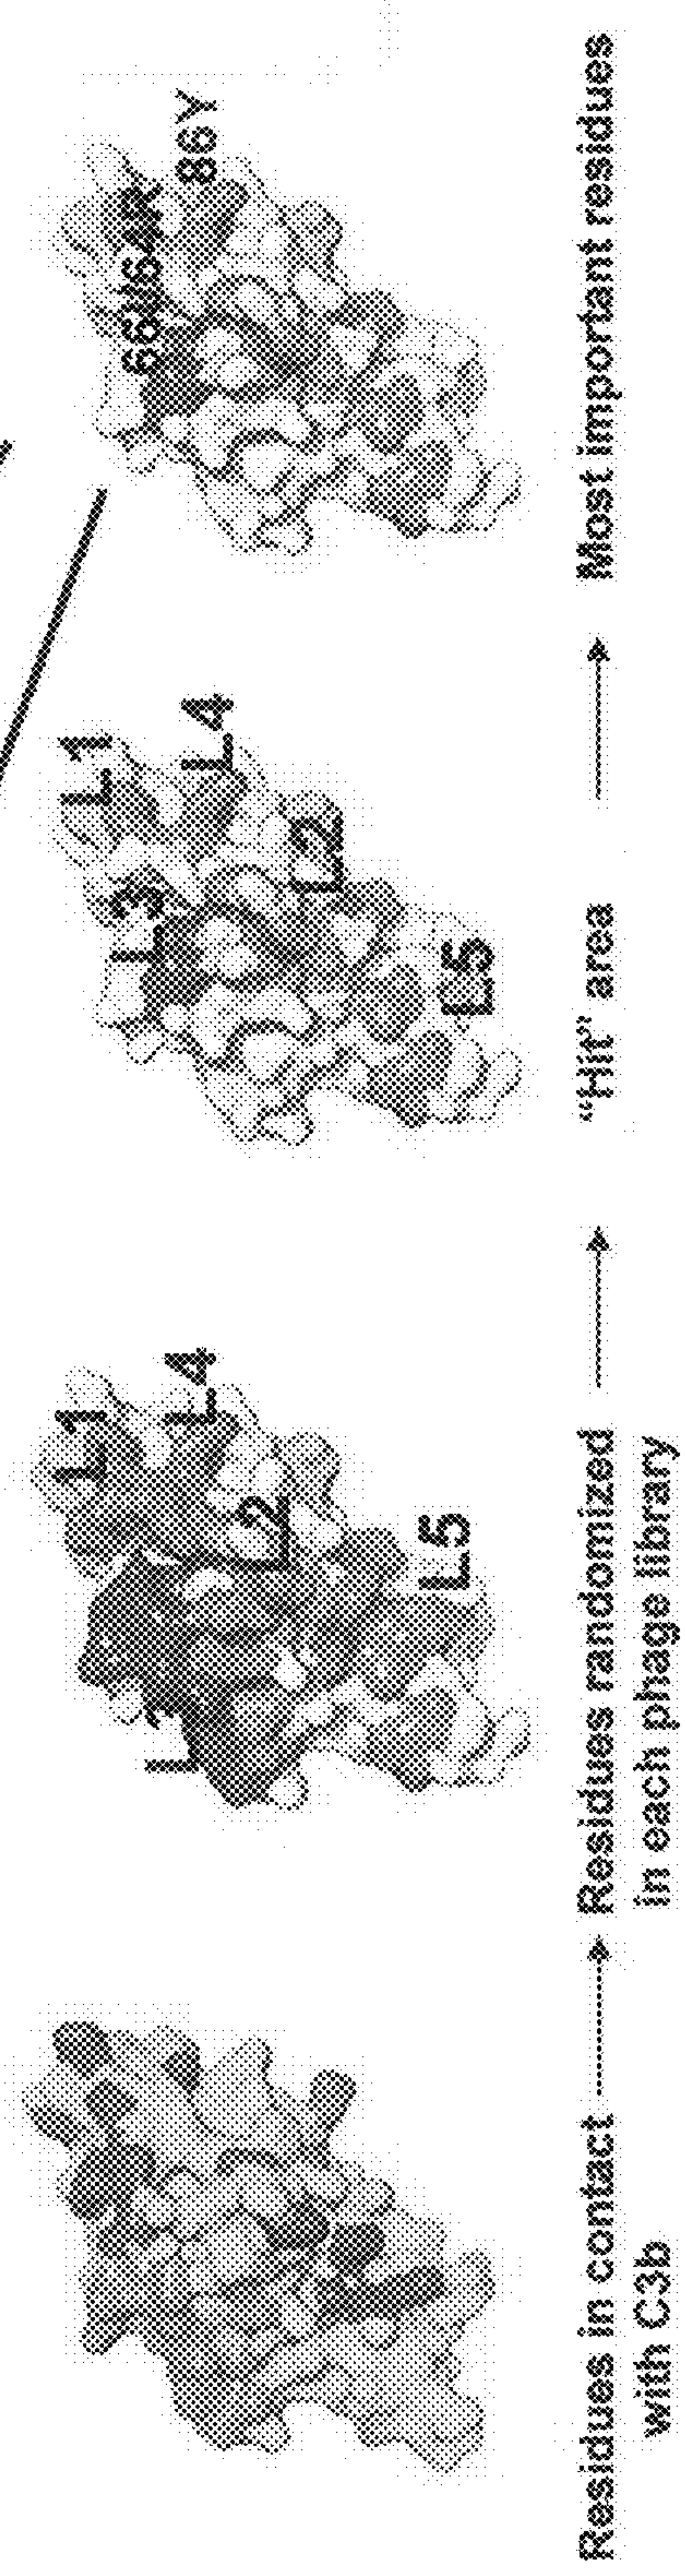 L1
L4
L3
L2
L5
L1
L4
L3
L2
L5
86Y
Residues in contact
with C3b
Residues randomized
in each phage library
“Hit” area
Most important residues